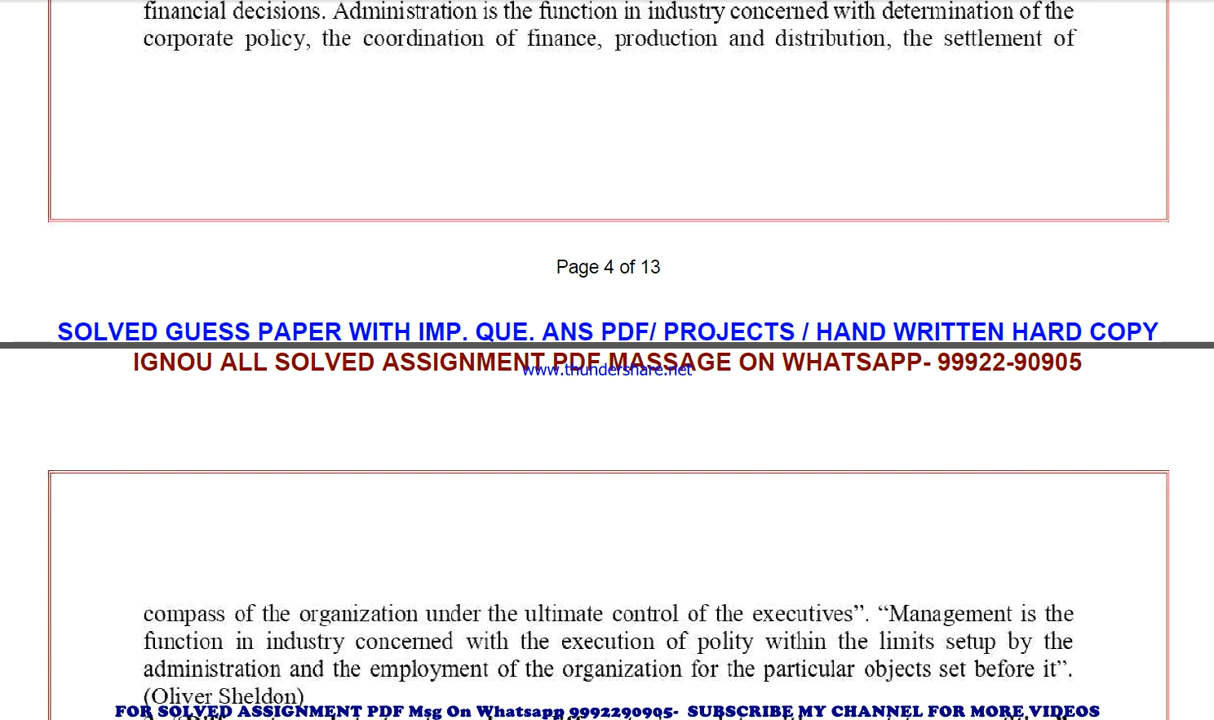 financial decisions. Administration is the function in industry concerned with determination of the
corporate policy, the coordination of finance, production and distribution, the settlement of
Page 4 of 13
SOLVED GUESS PAPER WITH IMP. QUE. ANS PDF/ PROJECTS / HAND WRITTEN HARD COPY
IGNOU ALL SOLVED ASSIGNMENT PDF MASSAGE ON WHATSAPP- 99922-90905
www.thundershare.net
compass of the organization under the ultimate control of the executives”. “Management is the
function in industry concerned with the execution of polity within the limits setup by the
administration and the employment of the organization for the particular objects set before it”.
(Oliver Sheldon)
FOR SOLVED ASSIGNMENT PDF Msg On Whatsapp 9992290905- SUBSCRIBE MY CHANNEL FOR MORE VIDEOS